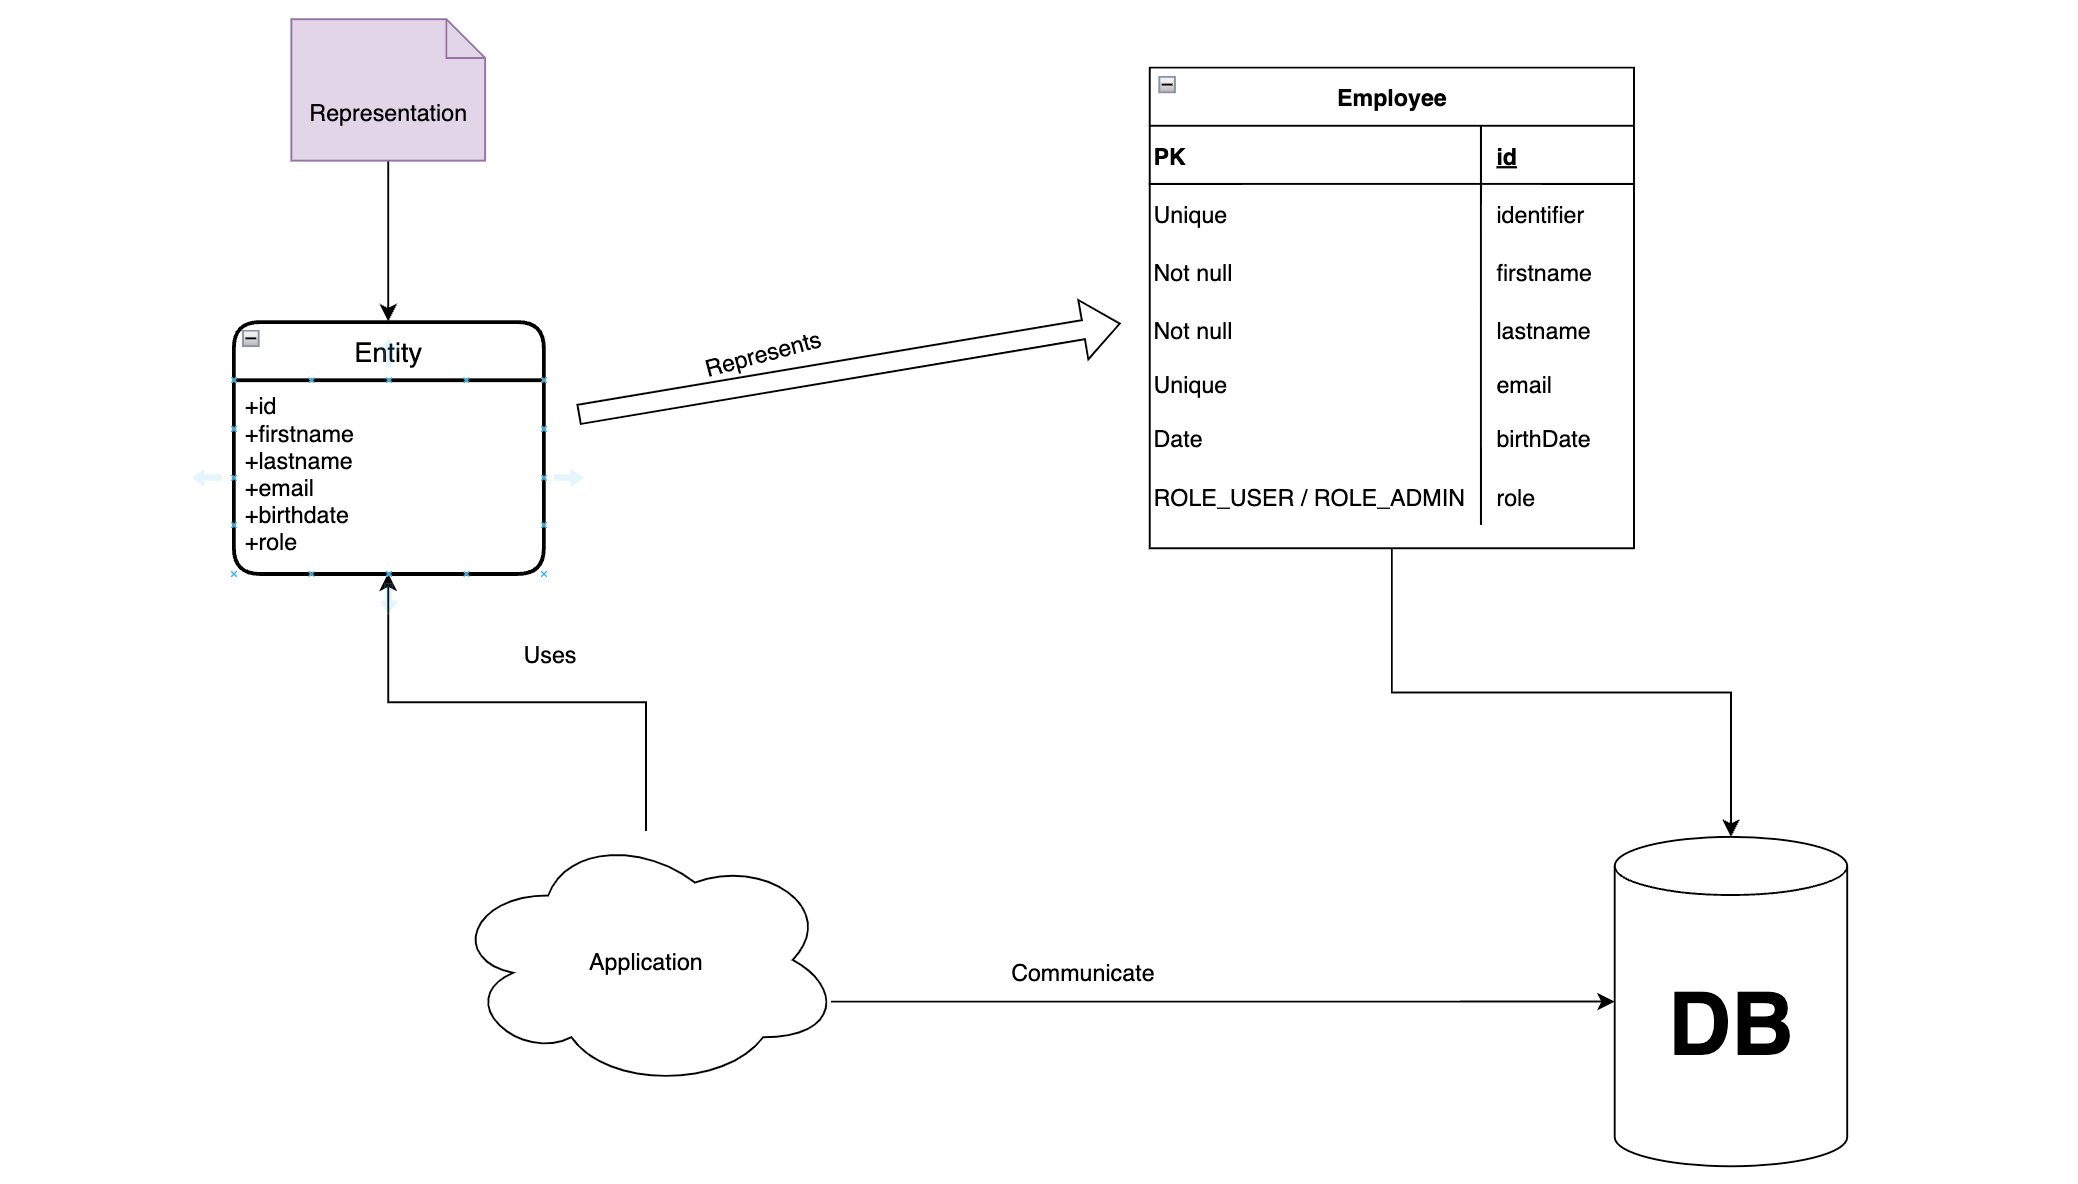 Representation
Entity
+id
+firstname
+lastname
+email
+birthdate
+role
Represents
Employee
PK id
Unique identifier
Not null firstname
Not null lastname
Unique email
Date birthDate
ROLE_USER / ROLE_ADMIN role
Uses
Application
Communicate
DB